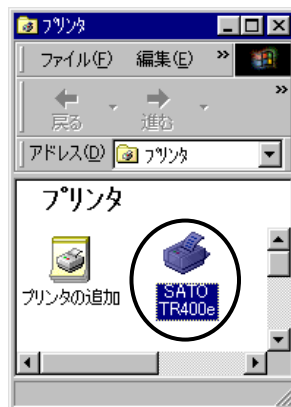 プリンタ
ファイル(F) 編集(E) »
戻る 進む »
アドレス(D) プリンタ
プリンタ
プリンタの追加
SATO
TR400e